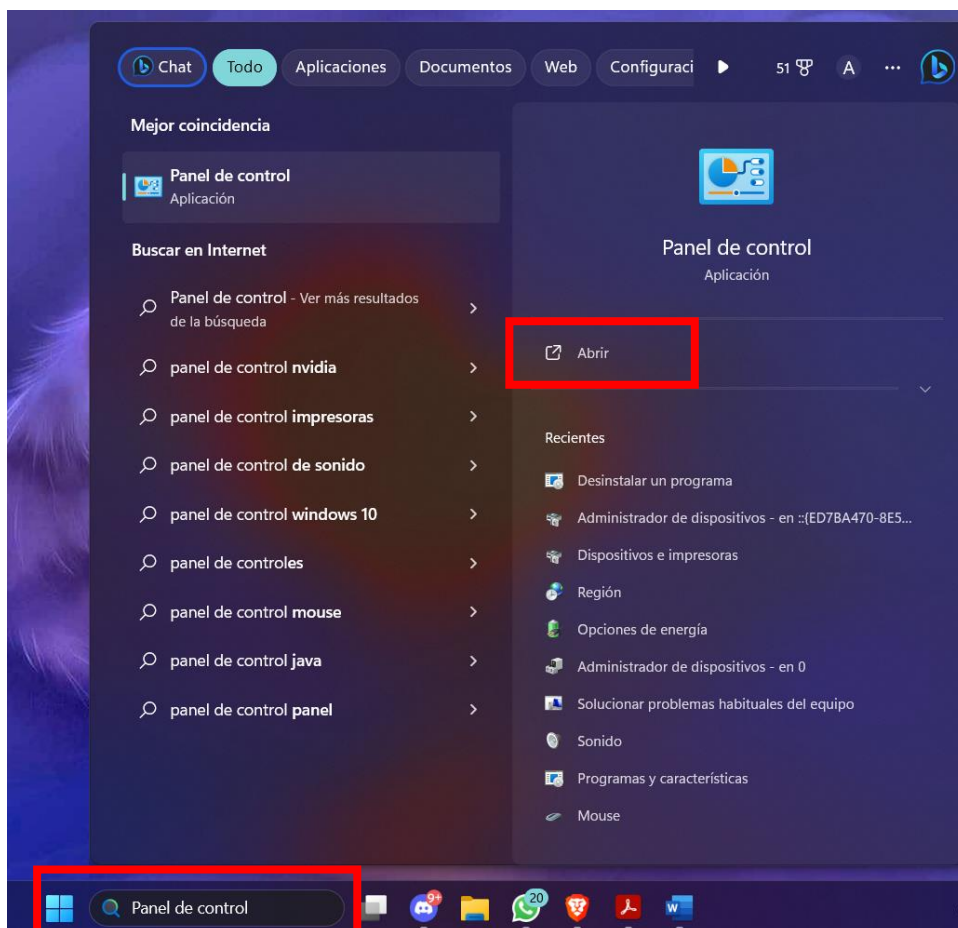 Chat Todo Aplicaciones Documentos Web Configuraci 51 A ...
Mejor coincidencia
Panel de control
Aplicación
Buscar en Internet
Panel de control - Ver más resultados
de la búsqueda
panel de control nvidia
panel de control impresoras
panel de control de sonido
panel de control windows 10
panel de controles
panel de control mouse
panel de control java
panel de control panel
Panel de control
Aplicación
Abrir
Recientes
Desinstalar un programa
Administrador de dispositivos - en ::{ED7BA470-8E5...
Dispositivos e impresoras
Región
Opciones de energía
Administrador de dispositivos - en 0
Solucionar problemas habituales del equipo
Sonido
Programas y características
Mouse
Panel de control 9+ 20 W